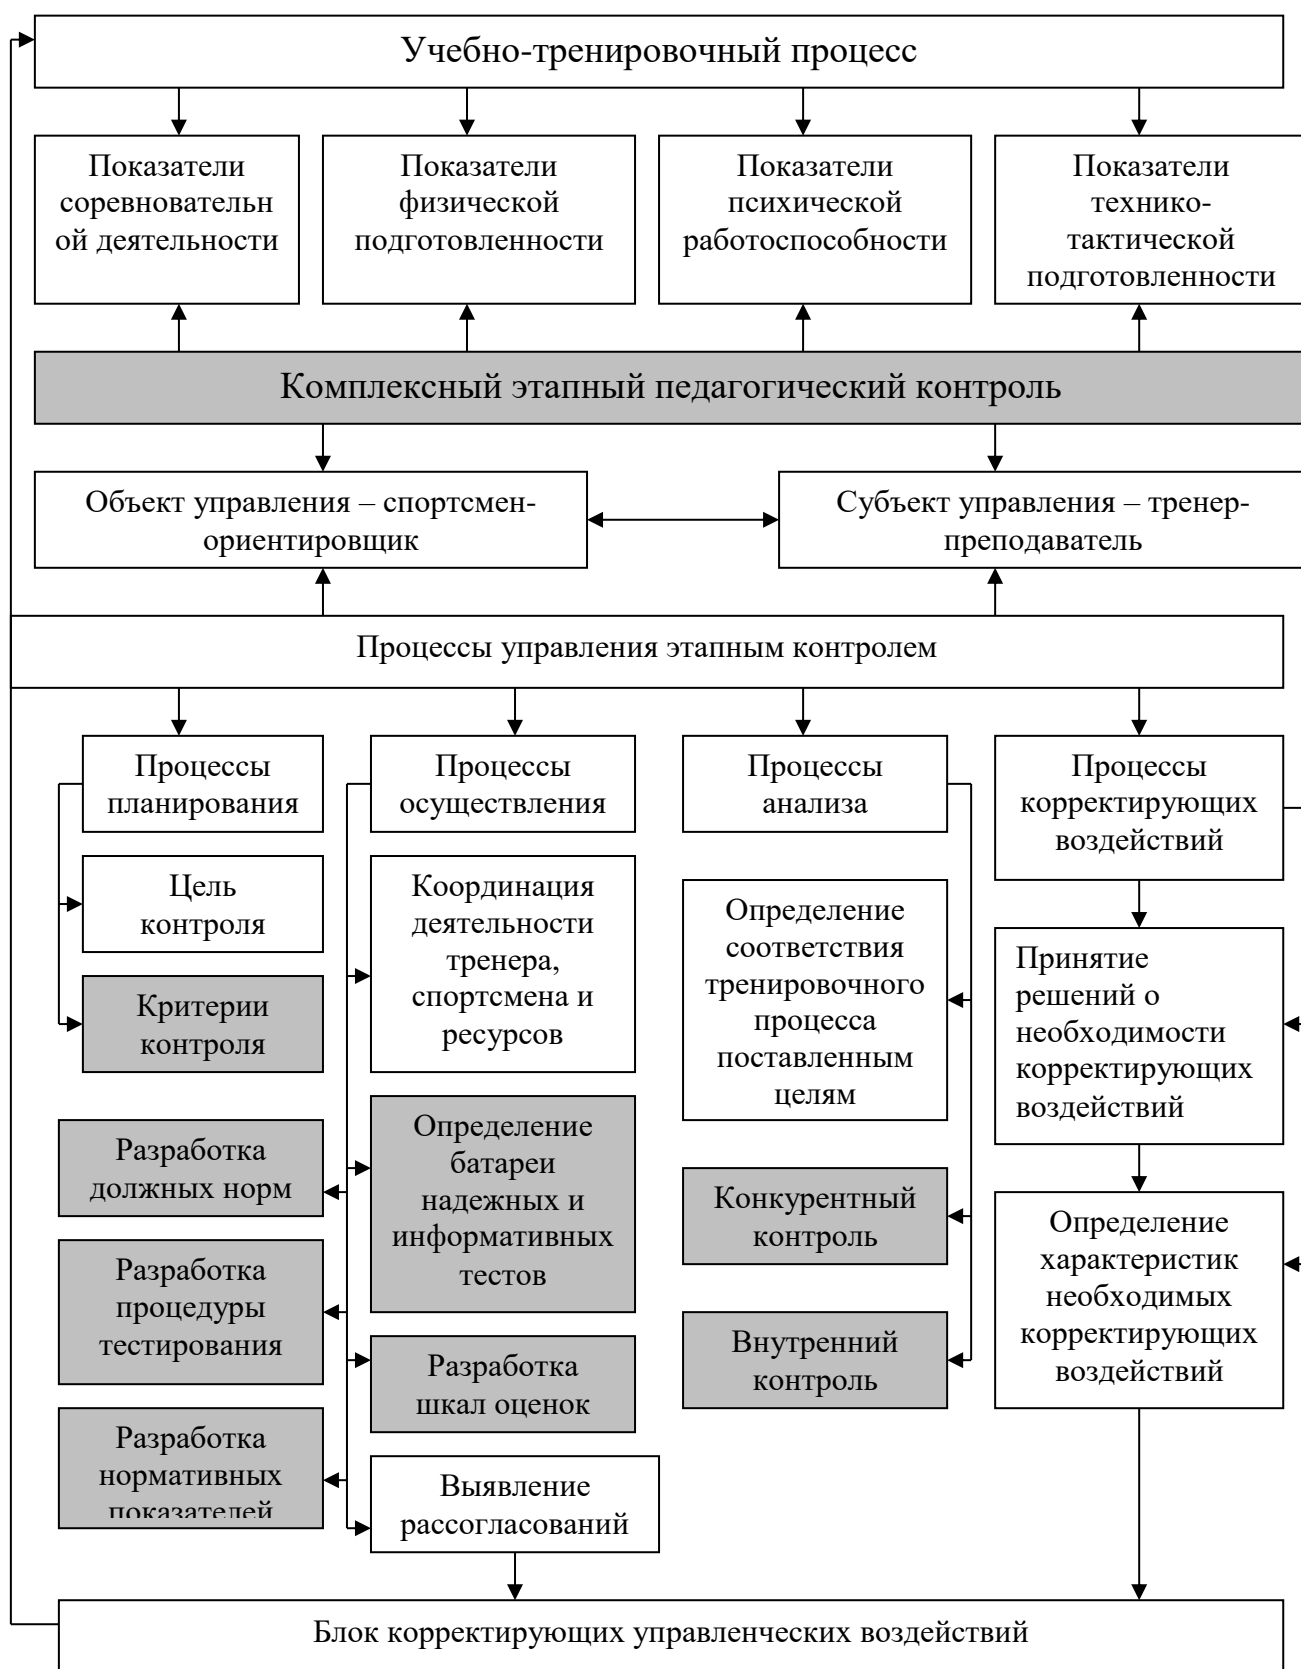 Учебно-тренировочный процесс
Показатели
соревновательн
ой деятельности
Показатели
физической
подготовленности
Показатели
психической
работоспособности
Показатели
технико-
тактической
подготовленности
Комплексный этапный педагогический контроль
Объект управления – спортсмен-
ориентировщик
Субъект управления – тренер-
преподаватель
Процессы управления этапным контролем
Процессы
планирования
Цель
контроля
Критерии
контроля
Процессы
осуществления
Координация
деятельности
тренера,
спортсмена и
ресурсов
Разработка
должных норм
Определение
батареи
надежных и
информативных
тестов
Разработка
процедуры
тестирования
Разработка
шкал оценок
Разработка
нормативных
показателей
Выявление
рассогласований
Процессы
анализа
Определение
соответствия
тренировочного
процесса
поставленным
целям
Конкурентный
контроль
Внутренний
контроль
Процессы
корректирующих
воздействий
Принятие
решений о
необходимости
корректирующих
воздействий
Определение
характеристик
необходимых
корректирующих
воздействий
Блок корректирующих управленческих воздействий